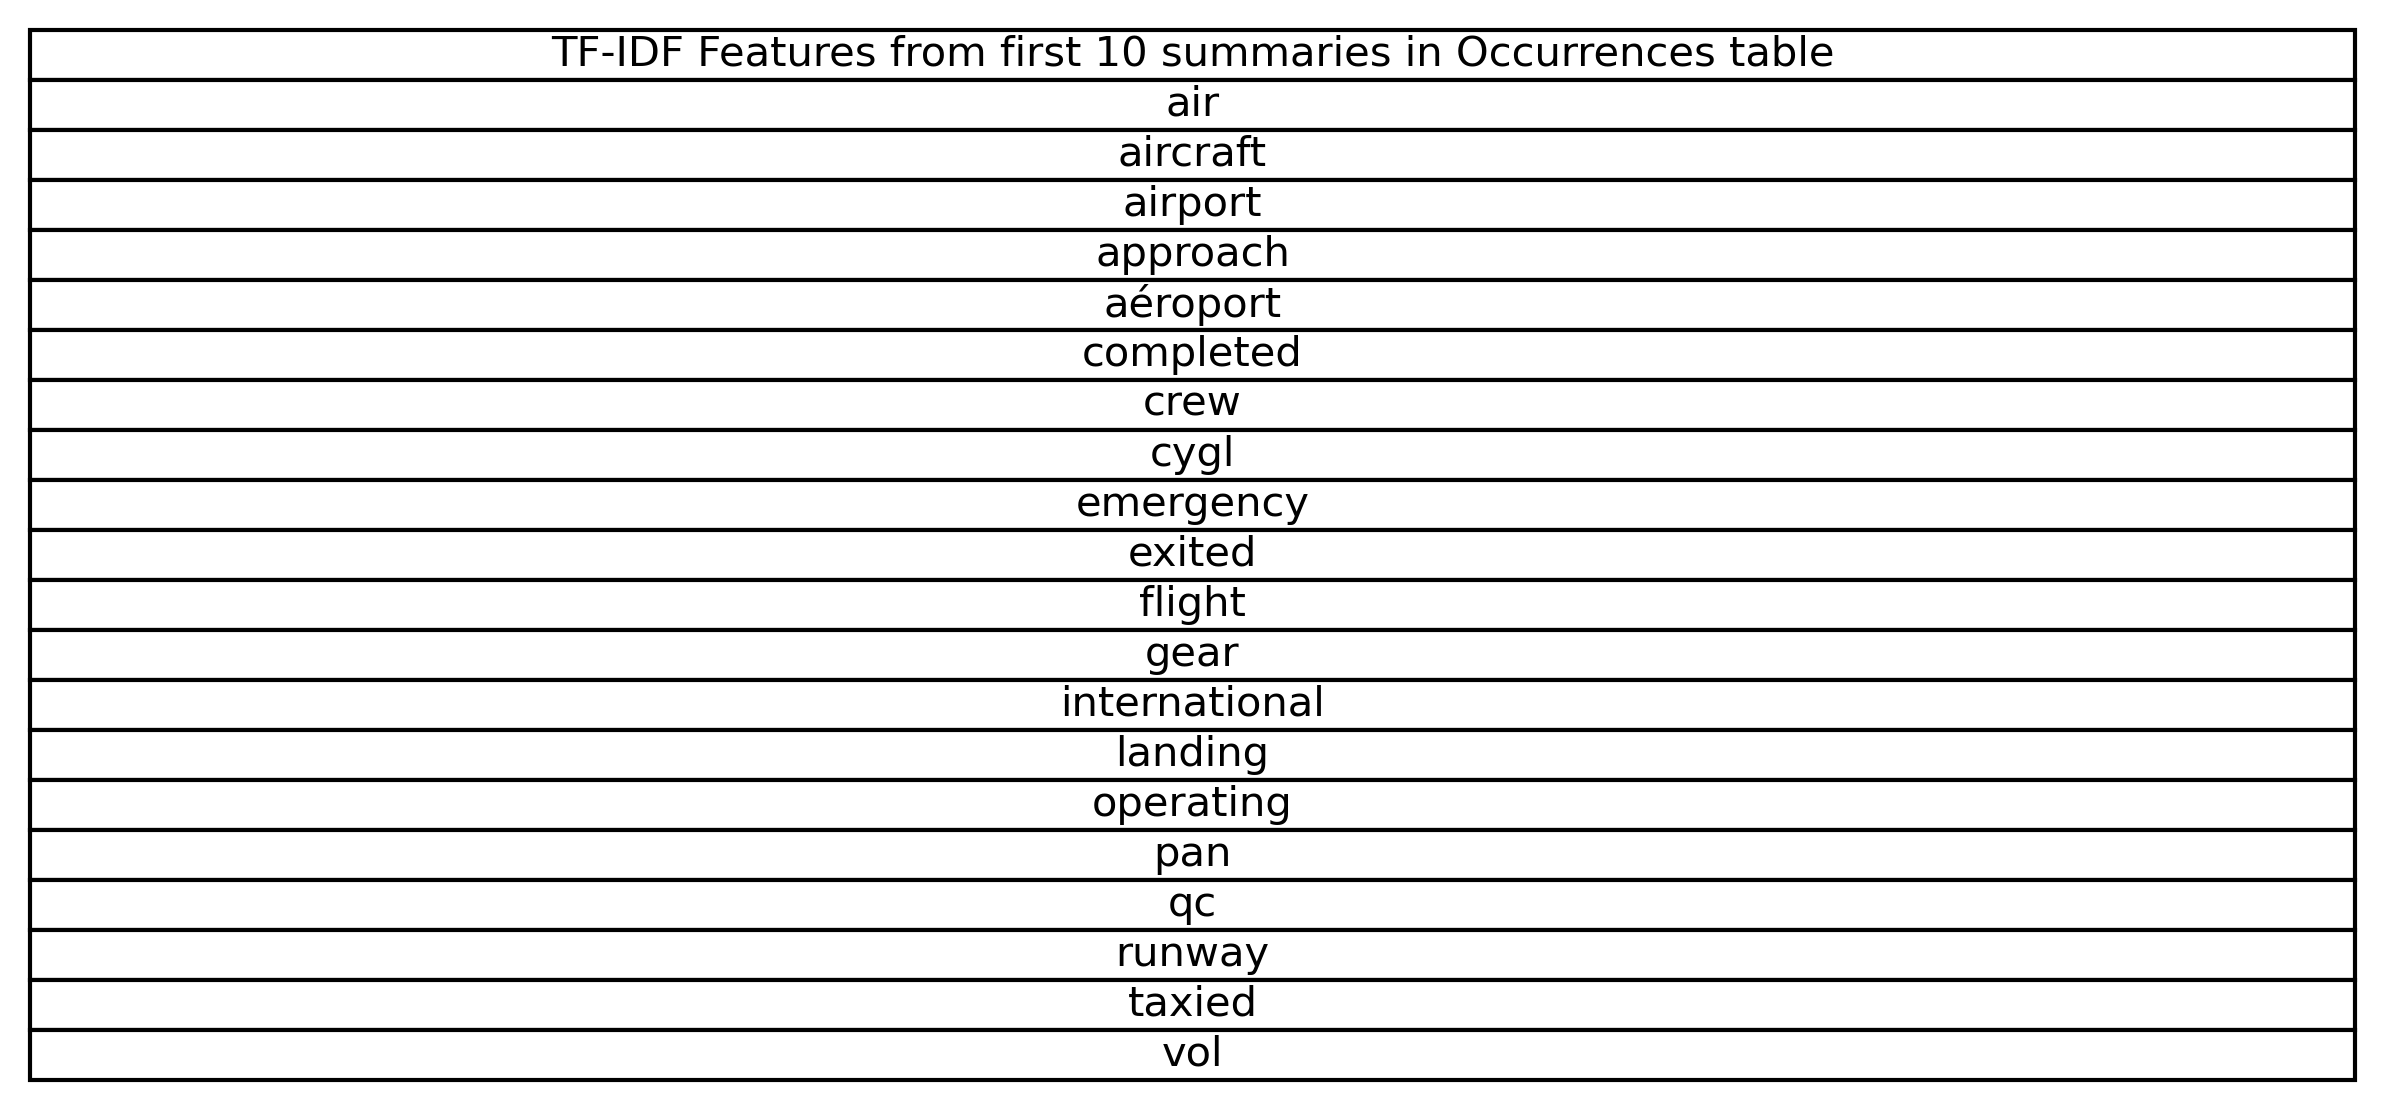 TF-IDF Features from first 10 summaries in Occurrences table
air
aircraft
airport
approach
aéroport
completed
crew
cygl
emergency
exited
flight
gear
international
landing
operating
pan
qc
runway
taxied
vol